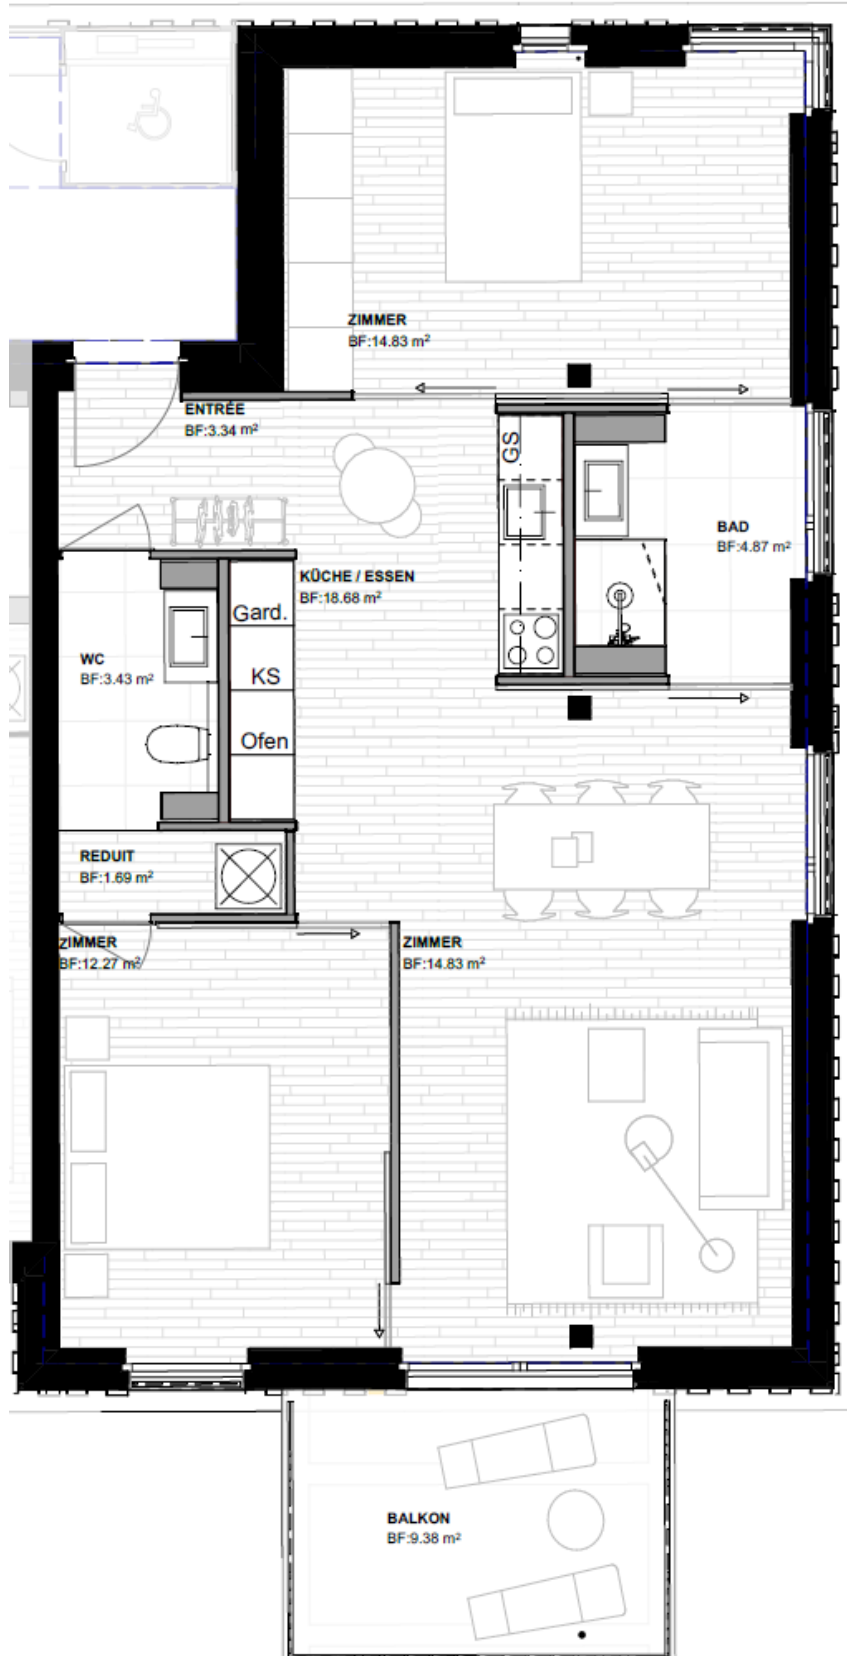 ZIMMER
BF:14.83 m²
ENTRÉE
BF:3.34 m²
GS
BAD
BF:4.87 m²
KÜCHE / ESSEN
BF:18.68 m²
Gard.
WC
BF:3.43 m²
KS
Ofen
REDUIT
BF:1.69 m²
ZIMMER
BF:12.27 m²
ZIMMER
BF:14.83 m²
BALKON
BF:9.38 m²